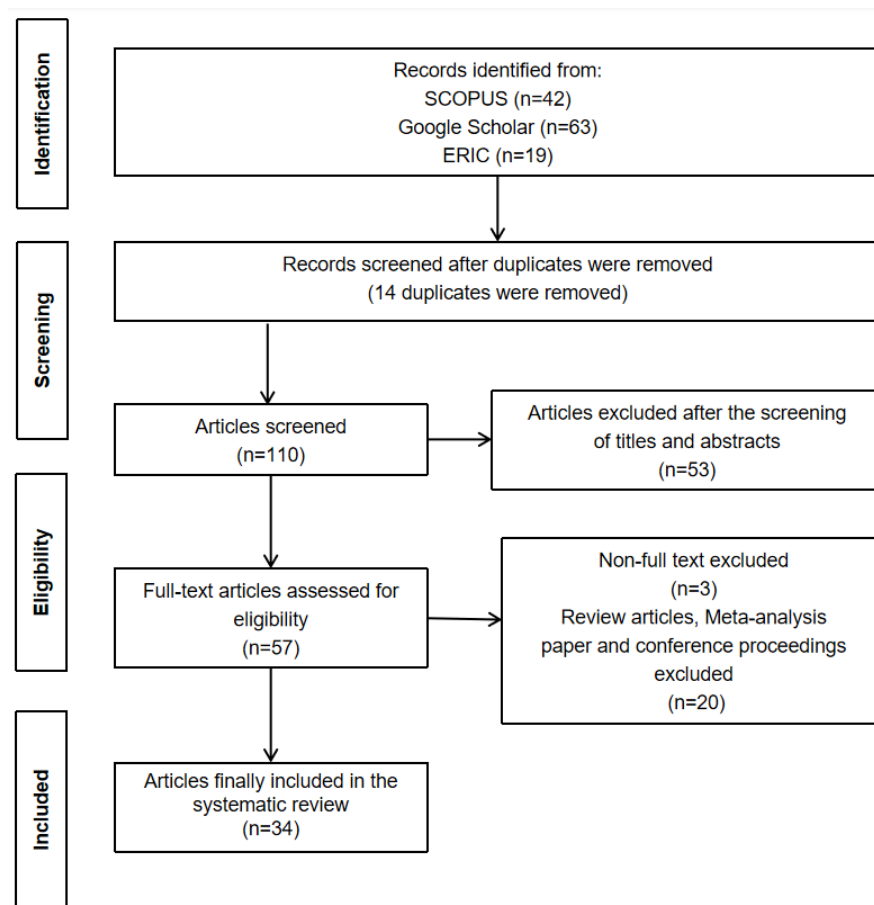 Identification
Records identified from:
SCOPUS (n=42)
Google Scholar (n=63)
ERIC (n=19)
Screening
Records screened after duplicates were removed
(14 duplicates were removed)
Articles screened
(n=110)
Articles excluded after the screening
of titles and abstracts
(n=53)
Eligibility
Full-text articles assessed for
eligibility
(n=57)
Non-full text excluded
(n=3)
Review articles, Meta-analysis
paper and conference proceedings
excluded
(n=20)
Included
Articles finally included in the
systematic review
(n=34)